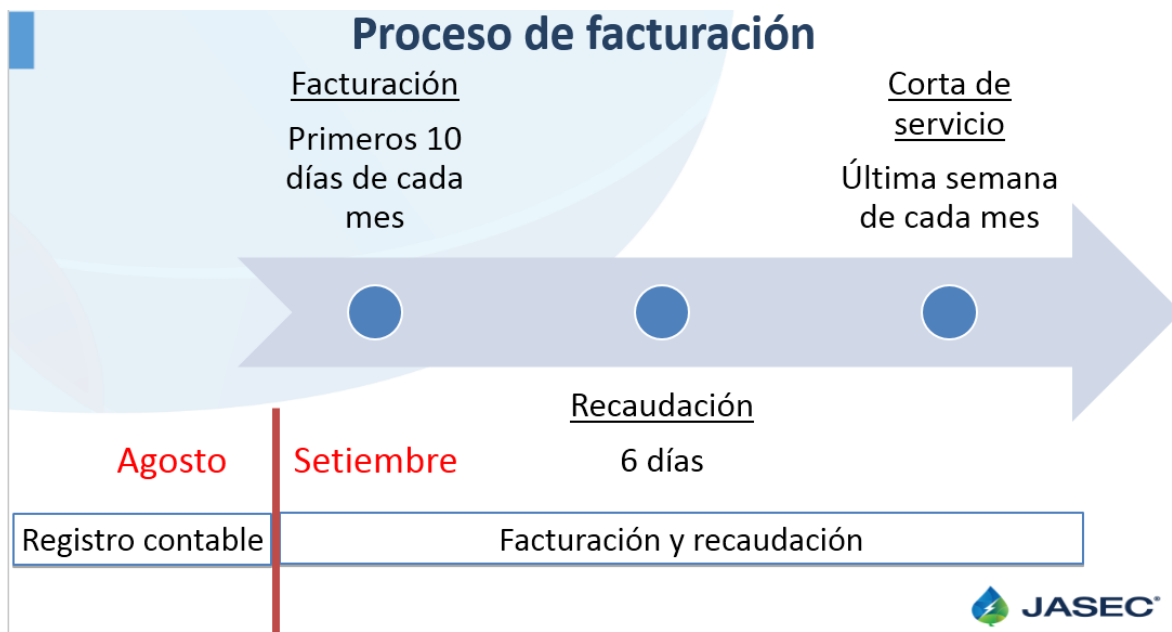 Proceso de facturación
Facturación
Primeros 10
días de cada
mes
Corta de
servicio
Última semana
de cada mes
Recaudación
6 días
Agosto
Setiembre
Registro contable
Facturación y recaudación
JASEC®